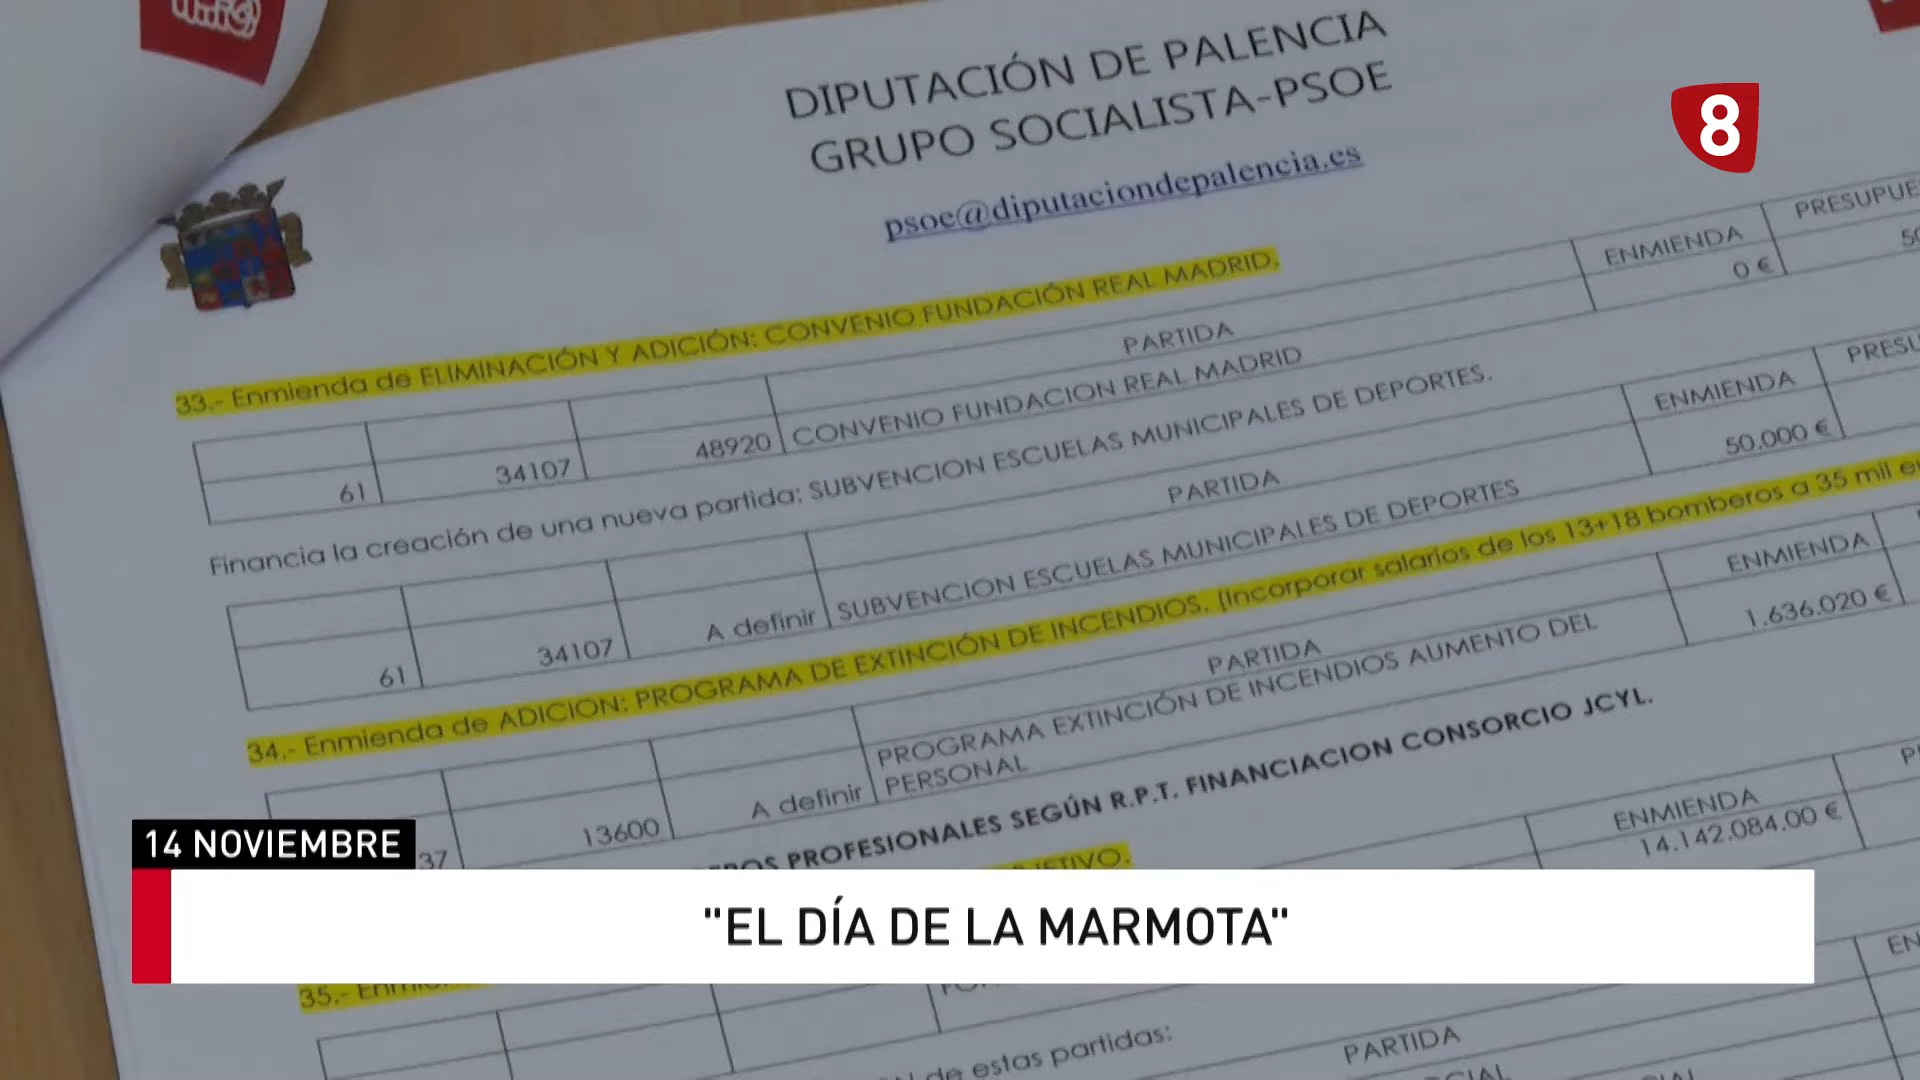 DIPUTACIÓN DE PALENCIA
GRUPO SOCIALISTA-PSOE
psoe@diputaciondepalencia.es
8
33.- Enmienda de ELIMINACIÓN Y ADICIÓN: CONVENIO FUNDACIÓN REAL MADRID.
PARTIDA ENMIENDA
61 34107 48920 CONVENIO FUNDACION REAL MADRID 0 €
Financia la creación de una nueva partida: SUBVENCION ESCUELAS MUNICIPALES DE DEPORTES.
PARTIDA ENMIENDA
61 34107 A definir SUBVENCION ESCUELAS MUNICIPALES DE DEPORTES 50.000 €
34.- Enmienda de ADICION: PROGRAMA DE EXTINCIÓN DE INCENDIOS. (Incorporar salarios de los 13+18 bomberos a 35 mil
PARTIDA ENMIENDA
37 13600 A definir PROGRAMA EXTINCIÓN DE INCENDIOS AUMENTO DEL 1.636.020 €
PERSONAL
PROFESIONALES SEGÚN R.P.T. FINANCIACION CONSORCIO JCYL.
ENMIENDA
14.142.084,00 €
14 NOVIEMBRE
"EL DÍA DE LA MARMOTA"
35.-
de estas partidas:
PARTIDA